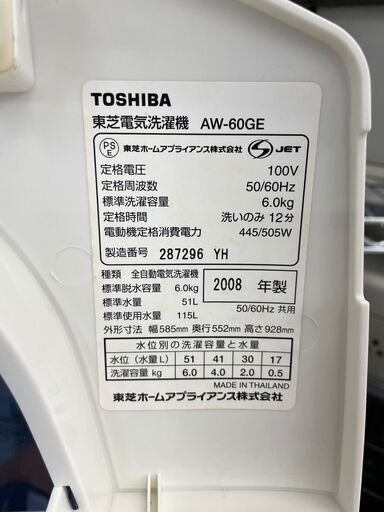 TOSHIBA
東芝電気洗濯機 AW-60GE
PS E 東芝ホームアプライアンス株式会社 S JET
定格電圧 100V
定格周波数 50/60Hz
標準洗濯容量 6.0kg
定格時間 洗いのみ 12分
電動機定格消費電力 445/505W
製造番号 287296 YH
種類 全自動電気洗濯機
標準脱水容量 6.0kg
標準水量 51L
標準使用水量 115L
2008 年製
50/60Hz 共用
外形寸法 幅585mm 奥行552mm 高さ928mm
水位別の洗濯容量と水量
水位 (水量L) 51 41 30 17
洗濯容量 kg 6.0 4.0 2.0 0.5
MADE IN THAILAND
東芝ホームアプライアンス株式会社